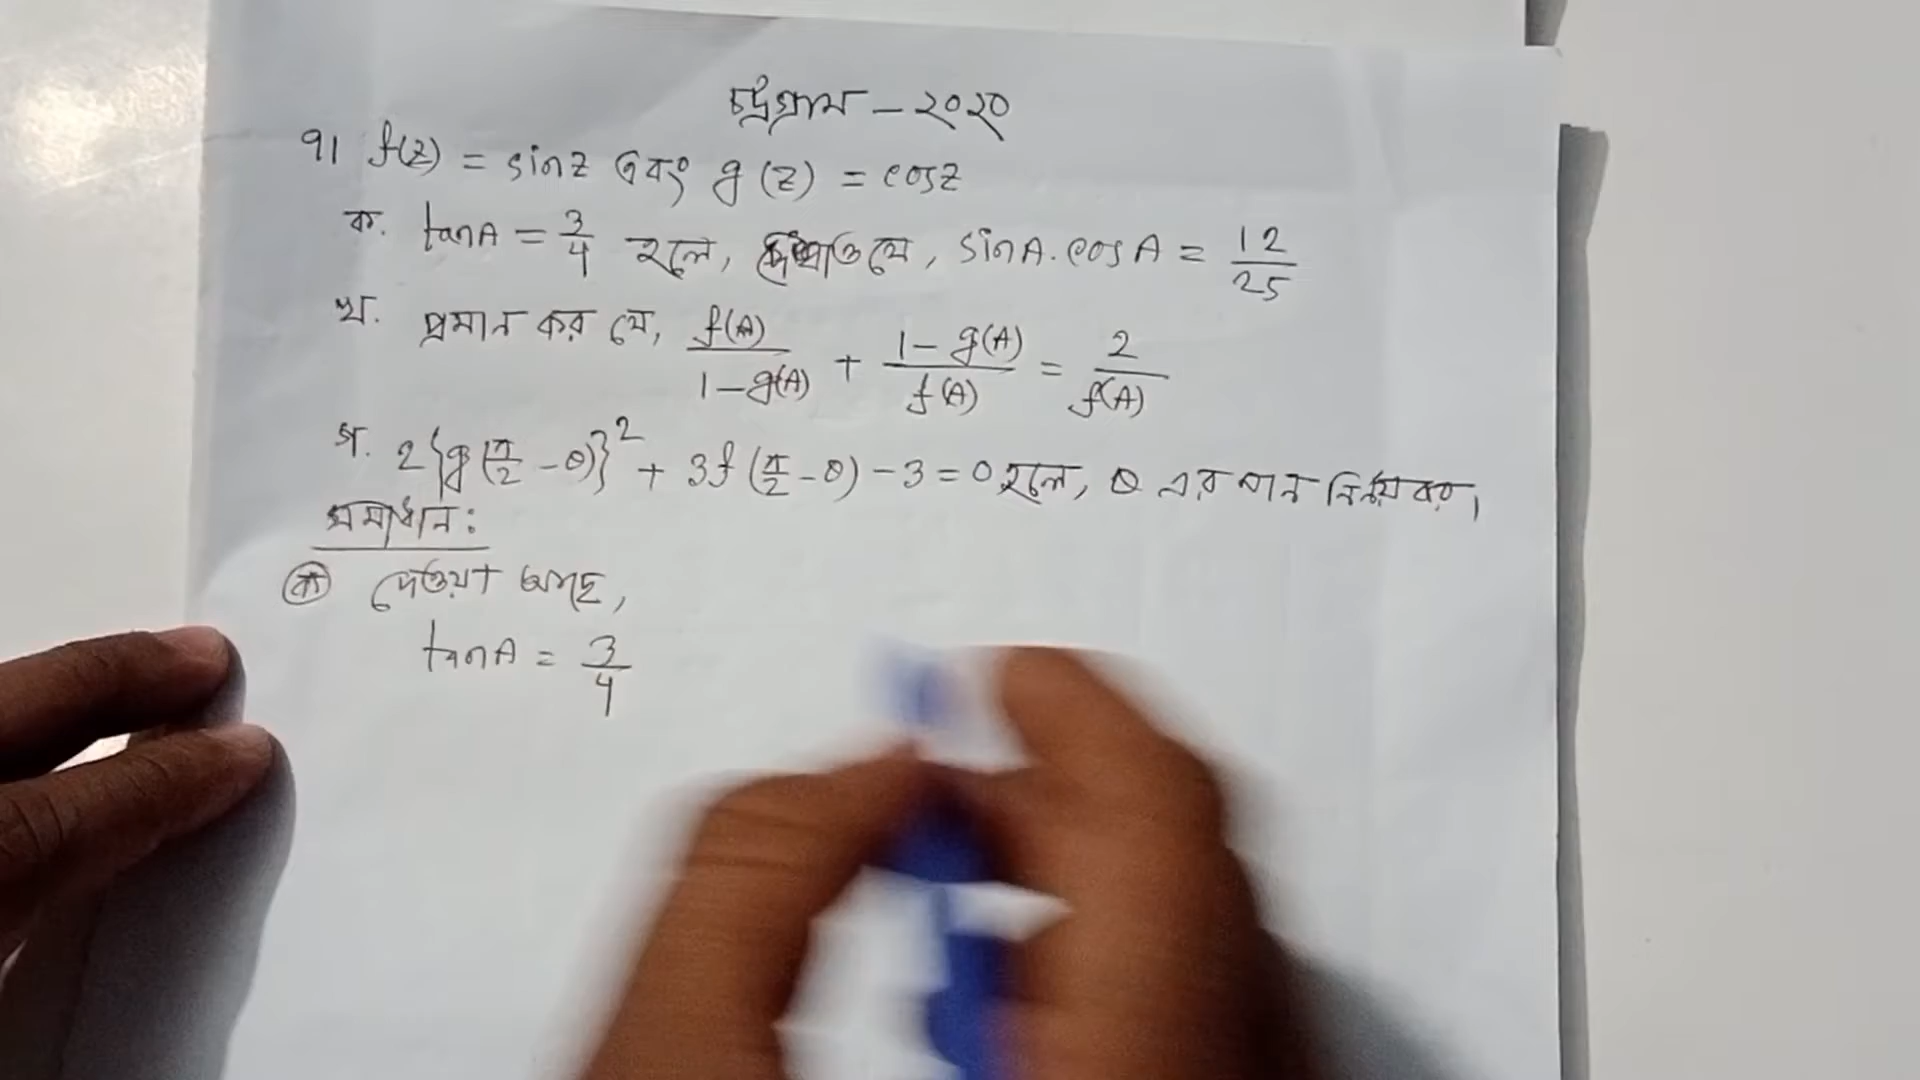 চট্টগ্রাম - ২০২০
৭। f(z) = sinz এবং g(z) = cosz
ক. tanA = 3/4 হলে, দেখাও যে, sinA.cosA = 12/25
খ. প্রমান কর যে, f(A)/1-g(A) + 1-g(A)/f(A) = 2/f(A)
গ. 2{g(π/2 - θ)}² + 3f(π/2 - θ) - 3 = 0 হলে, θ এর মান নির্নয় কর।
সমাধান:
ক দেওয়া আছে,
tanA = 3/4